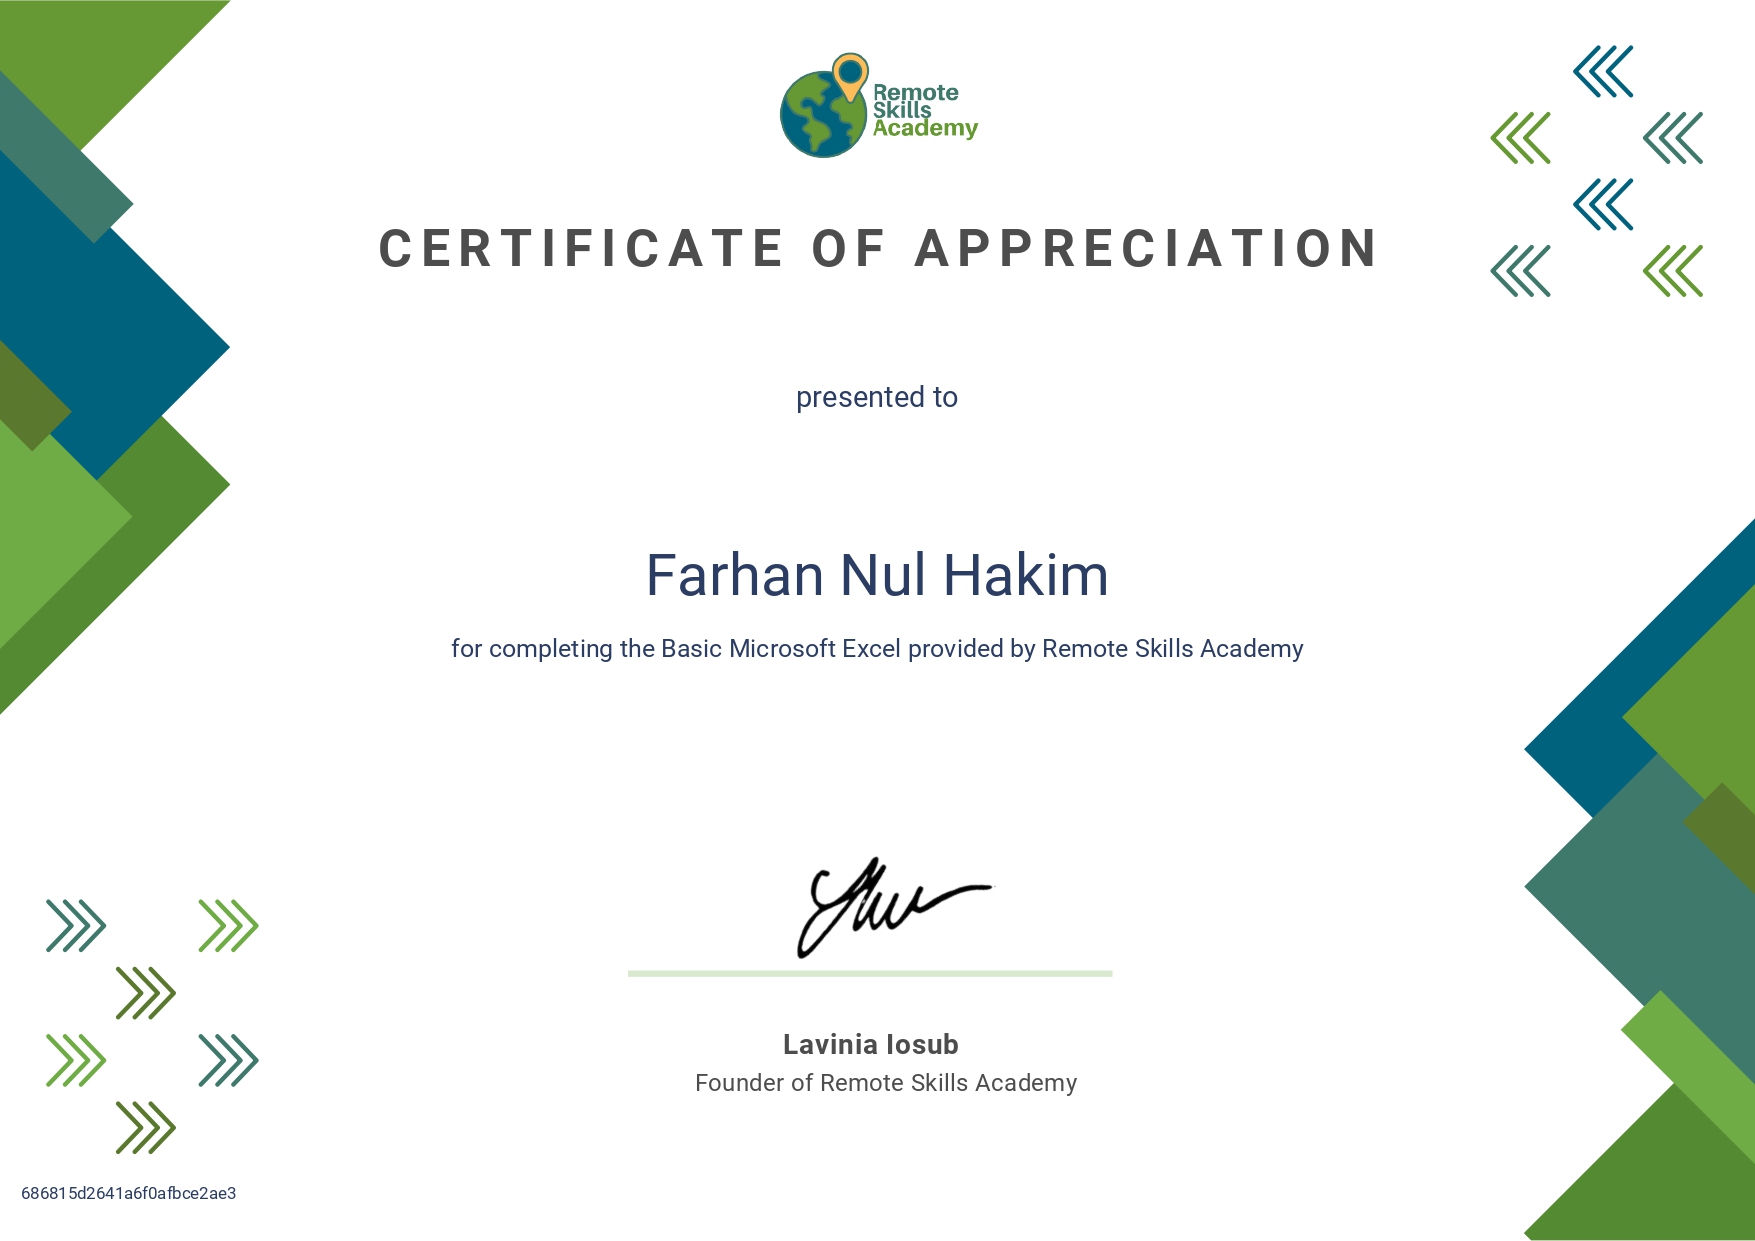 Remote
Skills
Academy
CERTIFICATE OF APPRECIATION
presented to
Farhan Nul Hakim
for completing the Basic Microsoft Excel provided by Remote Skills Academy
Lavinia Iosub
Founder of Remote Skills Academy
686815d2641a6f0afbce2ae3